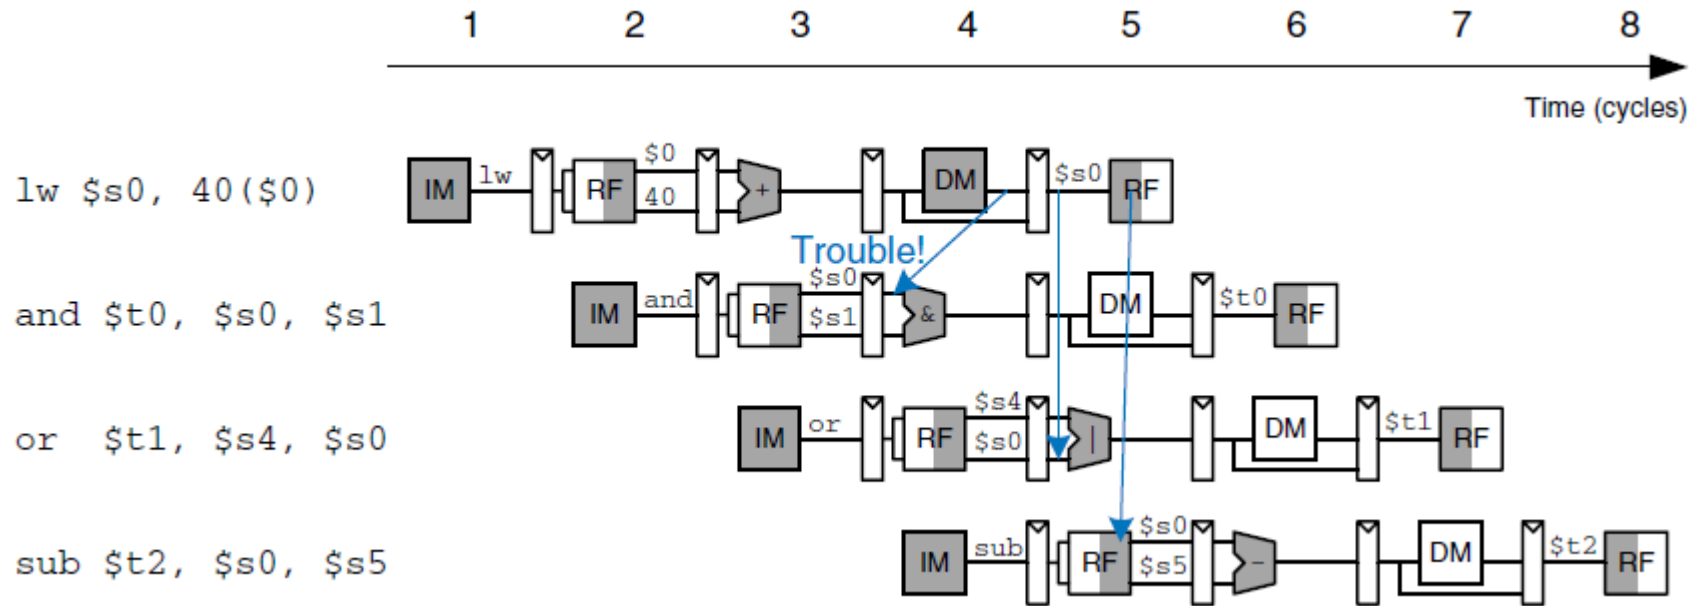 1 2 3 4 5 6 7 8
Time (cycles)
lw $s0, 40($0) IM lw RF $0 40 + DM $s0 RF
Trouble!
and $t0, $s0, $s1 IM and RF $s0 $s1 & DM $t0 RF
or $t1, $s4, $s0 IM or RF $s4 $s0 | DM $t1 RF
sub $t2, $s0, $s5 IM sub RF $s0 $s5 - DM $t2 RF